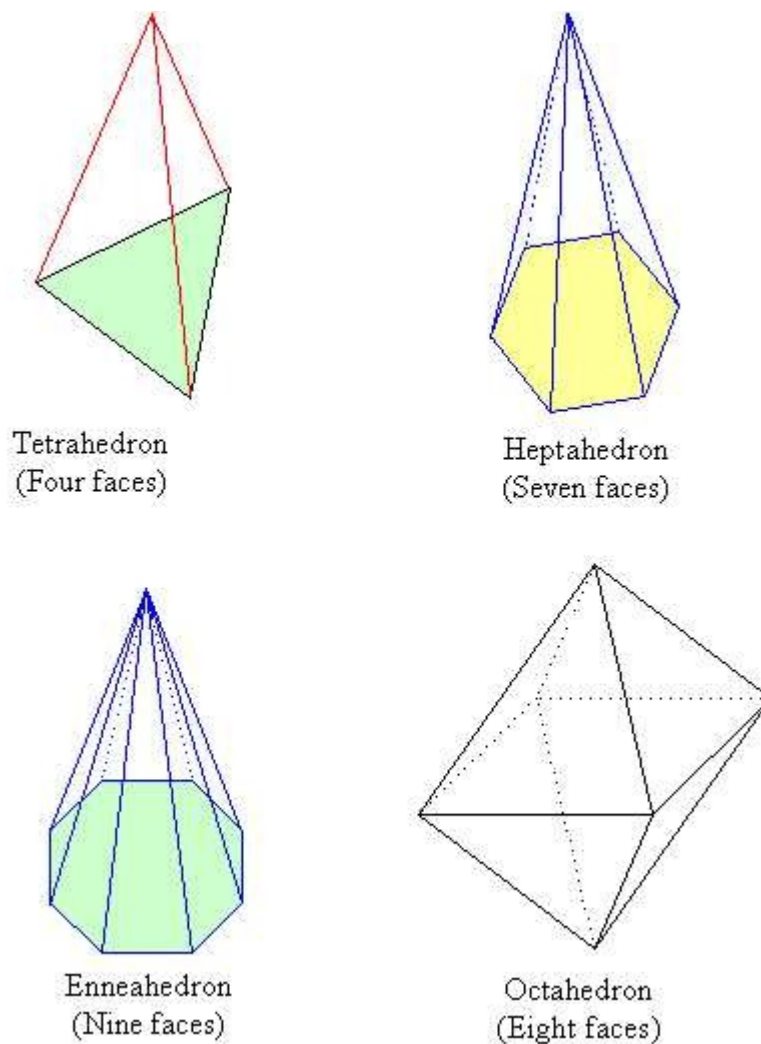 Tetrahedron
(Four faces)
Heptahedron
(Seven faces)
Enneahedron
(Nine faces)
Octahedron
(Eight faces)